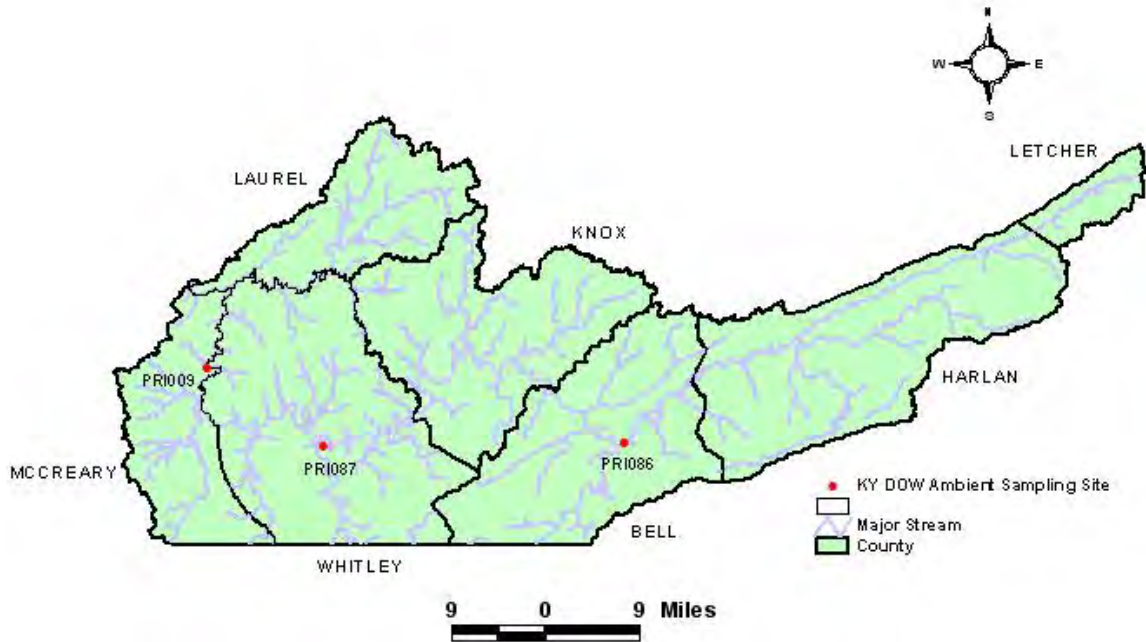 N
W E
S
LETCHER
LAUREL
KNOX
PRI009
HARLAN
MCCREARY
PRI087
PRI086
KY DOW Ambient Sampling Site
Major Stream
County
BELL
WHITLEY
9 0 9 Miles